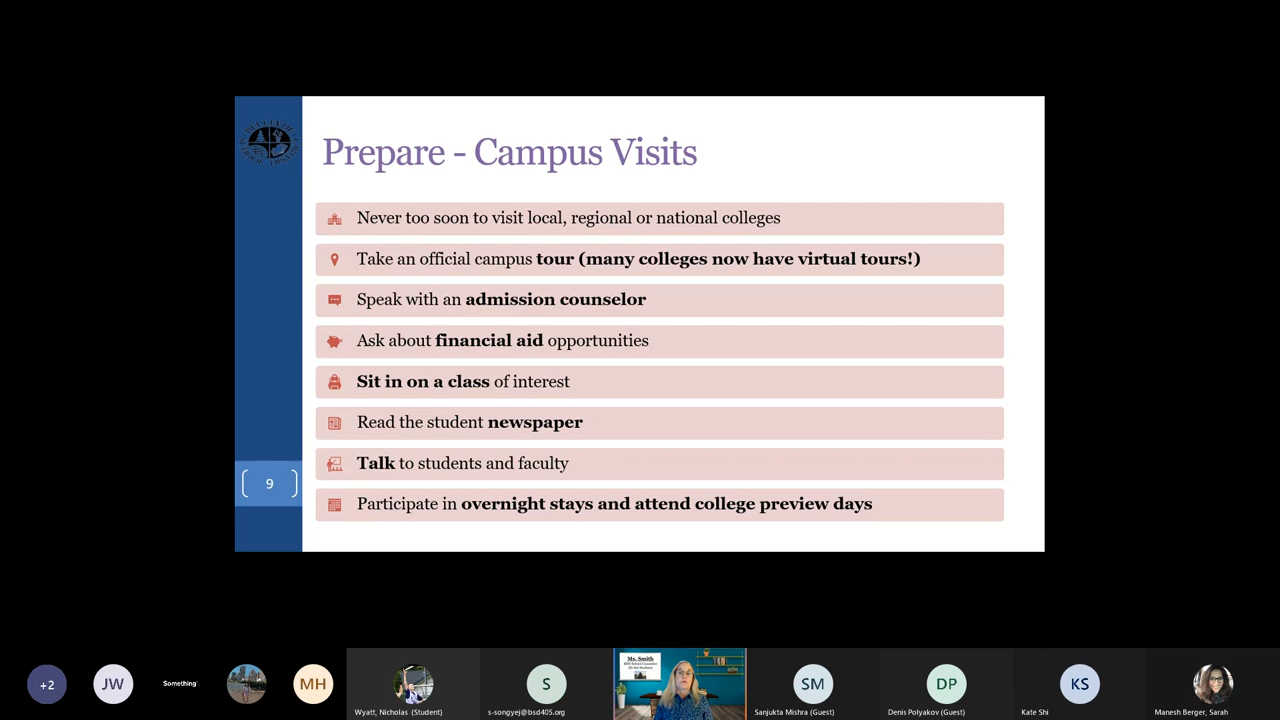 Prepare - Campus Visits
Never too soon to visit local, regional or national colleges
Take an official campus tour (many colleges now have virtual tours!)
Speak with an admission counselor
Ask about financial aid opportunities
Sit in on a class of interest
Read the student newspaper
Talk to students and faculty
Participate in overnight stays and attend college preview days
9
+2
JW
Something
MH
Wyatt, Nicholas (Student)
S
s-songyej@bsd405.org
Ms. Smith
SM
Sanjukta Mishra (Guest)
DP
Denis Polyakov (Guest)
KS
Kate Shi
Manesh Berger, Sarah